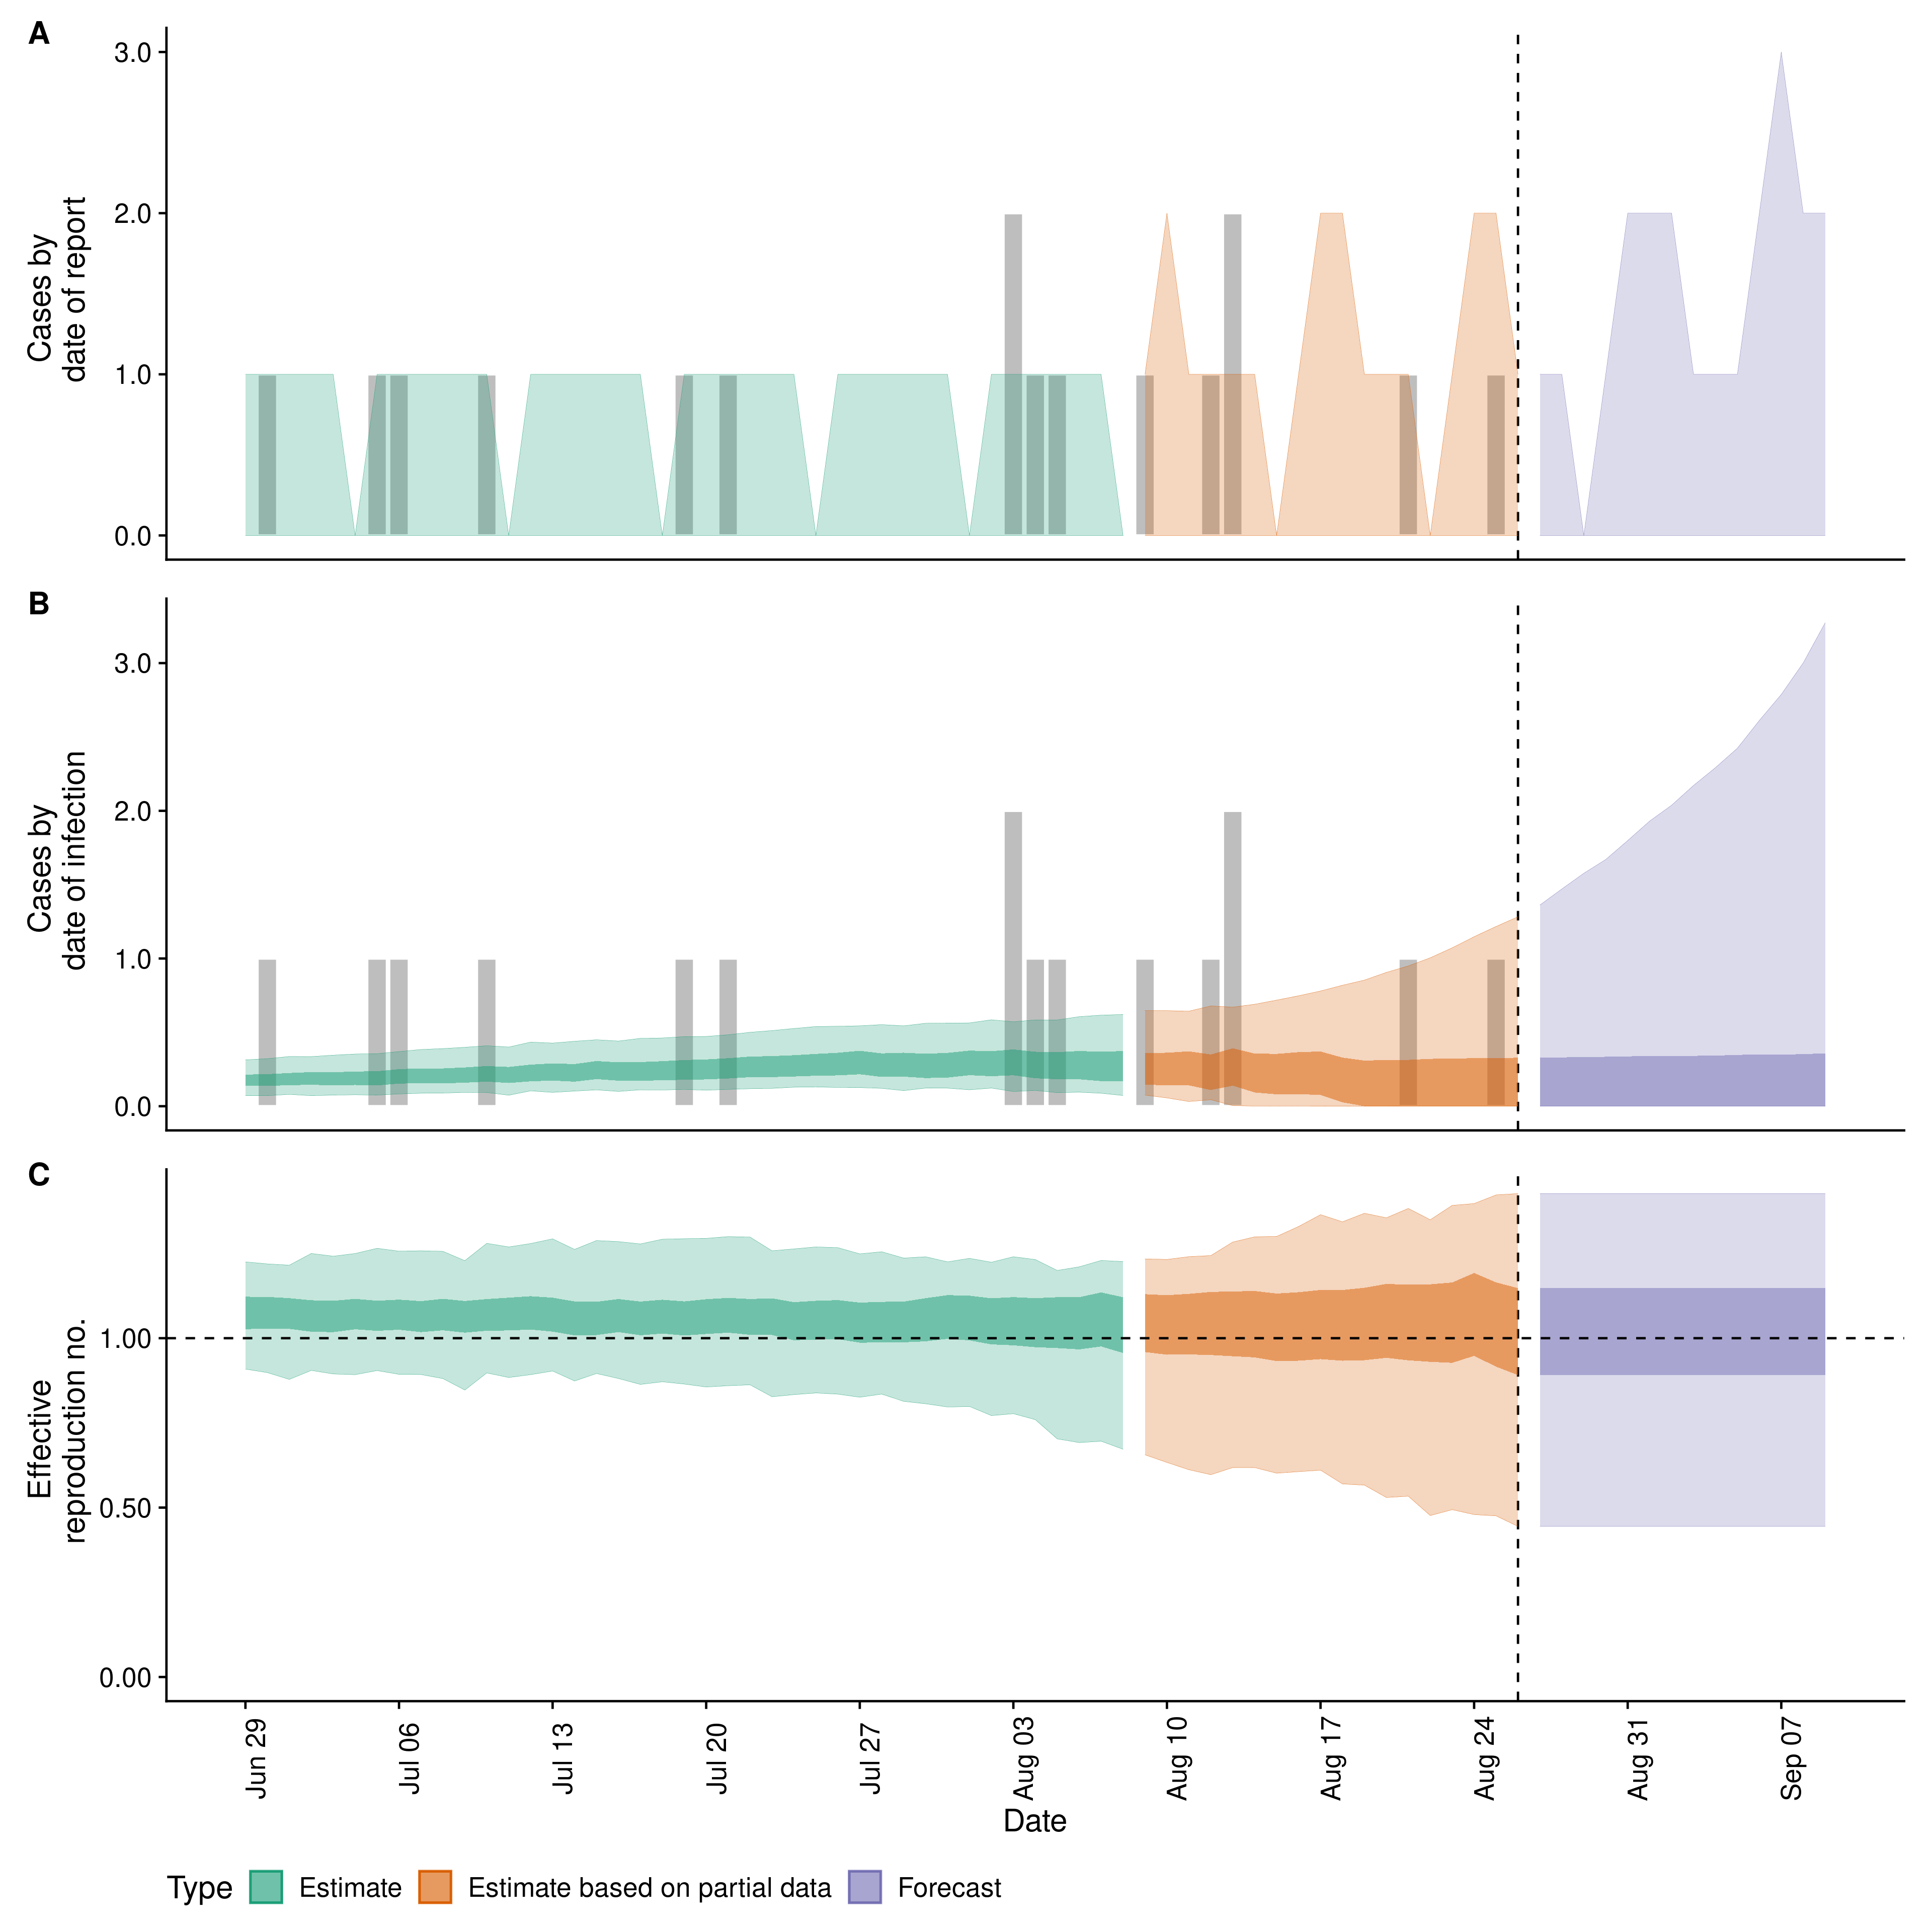 A
3.0
2.0
1.0
0.0
Cases by
date of report
B
3.0
2.0
1.0
0.0
Cases by
date of infection
C
1.00
0.50
0.00
Effective
reproduction no.
Jun 29
Jul 06
Jul 13
Jul 20
Jul 27
Aug 03
Aug 10
Aug 17
Aug 24
Aug 31
Sep 07
Date
Type Estimate Estimate based on partial data Forecast